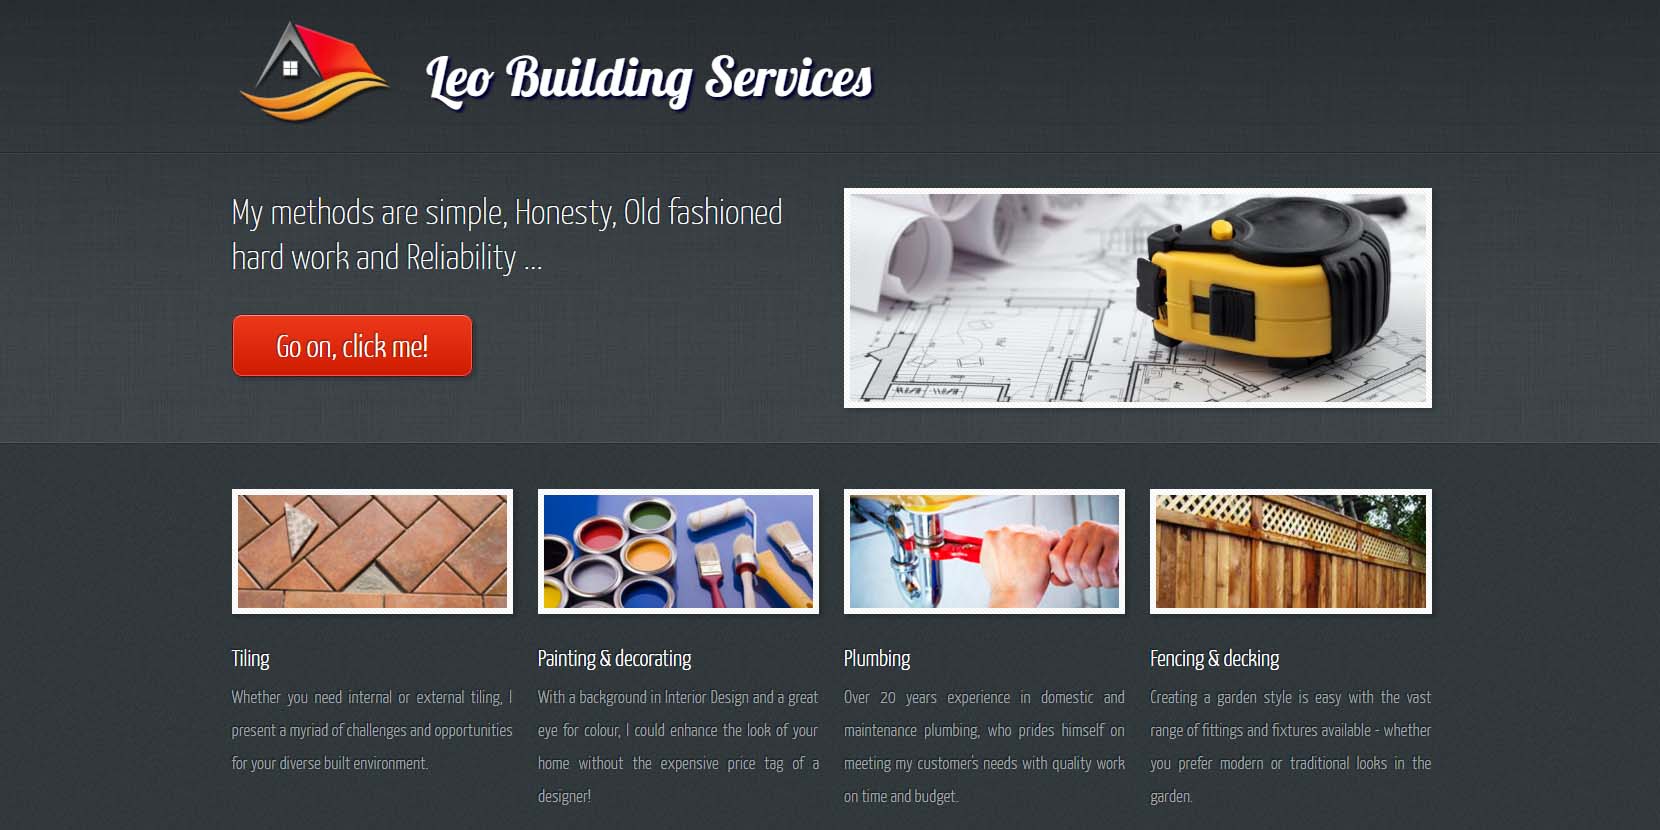 Leo Building Services
My methods are simple, Honesty, Old fashioned
hard work and Reliability ...
Go on, click me!
Tiling
Whether you need internal or external tiling, I
present a myriad of challenges and opportunities
for your diverse built environment.
Painting & decorating
With a background in Interior Design and a great
eye for colour, I could enhance the look of your
home without the expensive price tag of a
designer!
Plumbing
Over 20 years experience in domestic and
maintenance plumbing, who prides himself on
meeting my customer's needs with quality work
on time and budget.
Fencing & decking
Creating a garden style is easy with the vast
range of fittings and fixtures available - whether
you prefer modern or traditional looks in the
garden.